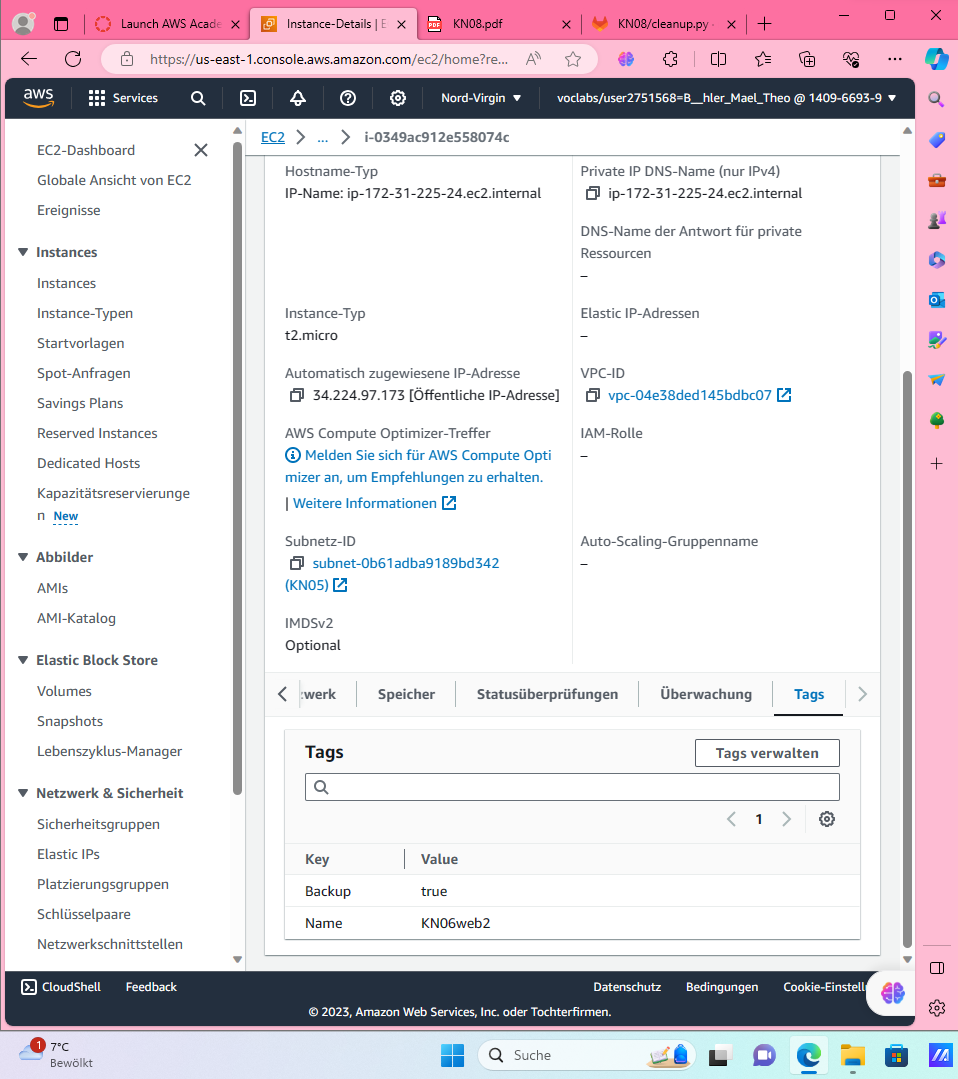 Launch AWS Acade
Instance-Details | E
KN08.pdf
KN08/cleanup.py ·
https://us-east-1.console.aws.amazon.com/ec2/home?re...
aws
Services
Nord-Virgin
voclabs/user2751568=B__hler_Mael_Theo @ 1409-6693-9
EC2-Dashboard
Globale Ansicht von EC2
Ereignisse
Instances
Instances
Instance-Typen
Startvorlagen
Spot-Anfragen
Savings Plans
Reserved Instances
Dedicated Hosts
Kapazitätsreservierunge
n New
Abbilder
AMIs
AMI-Katalog
Elastic Block Store
Volumes
Snapshots
Lebenszyklus-Manager
Netzwerk & Sicherheit
Sicherheitsgruppen
Elastic IPs
Platzierungsgruppen
Schlüsselpaare
Netzwerkschnittstellen
EC2 ... i-0349ac912e558074c
Hostname-Typ
IP-Name: ip-172-31-225-24.ec2.internal
Private IP DNS-Name (nur IPv4)
ip-172-31-225-24.ec2.internal
DNS-Name der Antwort für private
Ressourcen
–
Instance-Typ
t2.micro
Elastic IP-Adressen
–
Automatisch zugewiesene IP-Adresse
34.224.97.173 [Öffentliche IP-Adresse]
VPC-ID
vpc-04e38ded145bdbc07
AWS Compute Optimizer-Treffer
Melden Sie sich für AWS Compute Opti
mizer an, um Empfehlungen zu erhalten.
| Weitere Informationen
IAM-Rolle
–
Subnetz-ID
subnet-0b61adba9189bd342
(KN05)
Auto-Scaling-Gruppenname
–
IMDSv2
Optional
werk
Speicher
Statusüberprüfungen
Überwachung
Tags
Tags
Tags verwalten
1
Key Value
Backup true
Name KN06web2
CloudShell Feedback Datenschutz Bedingungen Cookie-Einstell
© 2023, Amazon Web Services, Inc. oder Tochterfirmen.
1
7°C
Bewölkt
Suche